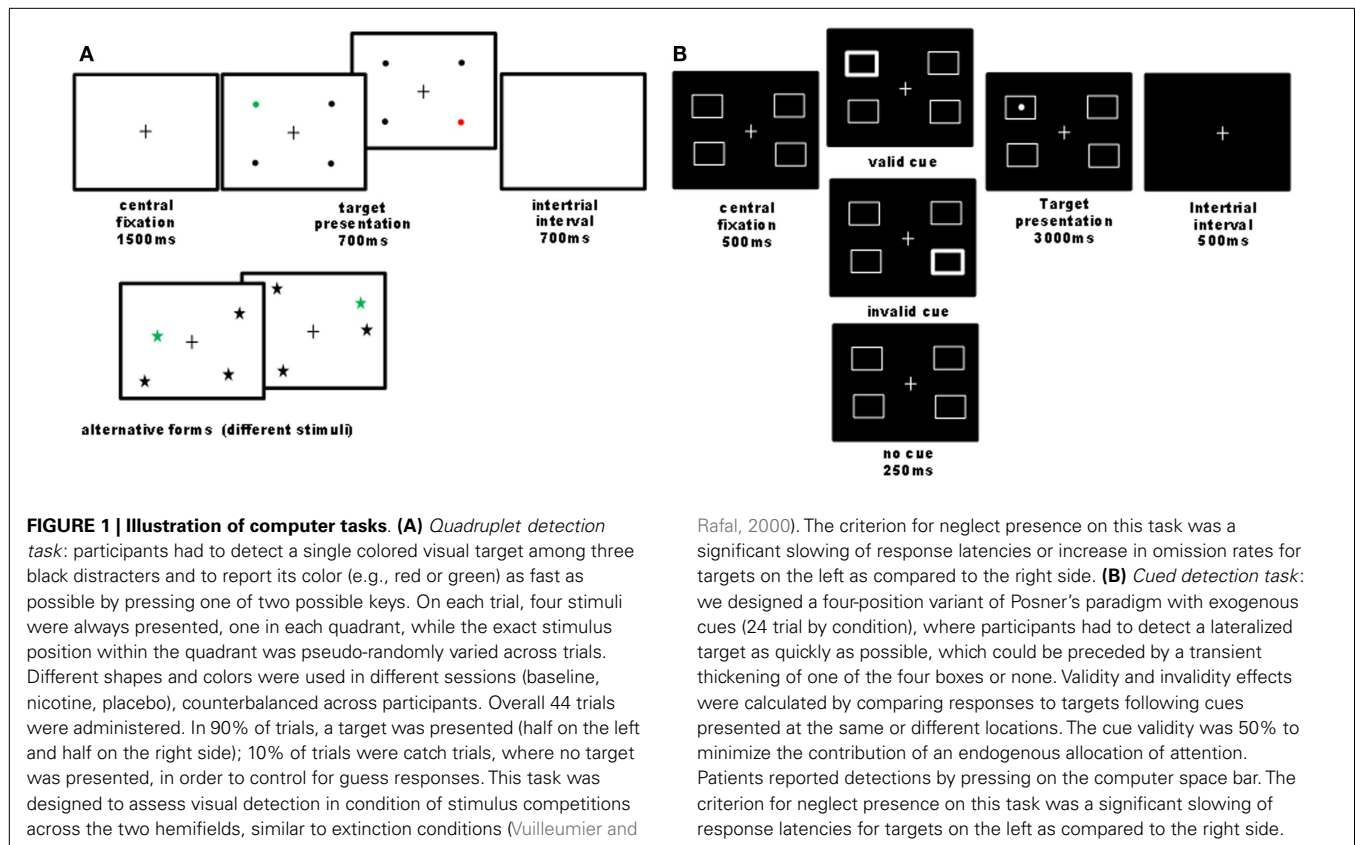 A
central
fixation
1500ms
target
presentation
700ms
intertrial
interval
700ms
alternative forms (different stimuli)
B
central
fixation
500ms
valid cue
invalid cue
no cue
250ms
Target
presentation
3000ms
Intertrial
interval
500ms
FIGURE 1 | Illustration of computer tasks. (A) Quadruplet detection
task: participants had to detect a single colored visual target among three
black distracters and to report its color (e.g., red or green) as fast as
possible by pressing one of two possible keys. On each trial, four stimuli
were always presented, one in each quadrant, while the exact stimulus
position within the quadrant was pseudo-randomly varied across trials.
Different shapes and colors were used in different sessions (baseline,
nicotine, placebo), counterbalanced across participants. Overall 44 trials
were administered. In 90% of trials, a target was presented (half on the left
and half on the right side); 10% of trials were catch trials, where no target
was presented, in order to control for guess responses. This task was
designed to assess visual detection in condition of stimulus competitions
across the two hemifields, similar to extinction conditions (Vuilleumier and
Rafal, 2000). The criterion for neglect presence on this task was a
significant slowing of response latencies or increase in omission rates for
targets on the left as compared to the right side. (B) Cued detection task:
we designed a four-position variant of Posner's paradigm with exogenous
cues (24 trial by condition), where participants had to detect a lateralized
target as quickly as possible, which could be preceded by a transient
thickening of one of the four boxes or none. Validity and invalidity effects
were calculated by comparing responses to targets following cues
presented at the same or different locations. The cue validity was 50% to
minimize the contribution of an endogenous allocation of attention.
Patients reported detections by pressing on the computer space bar. The
criterion for neglect presence on this task was a significant slowing of
response latencies for targets on the left as compared to the right side.